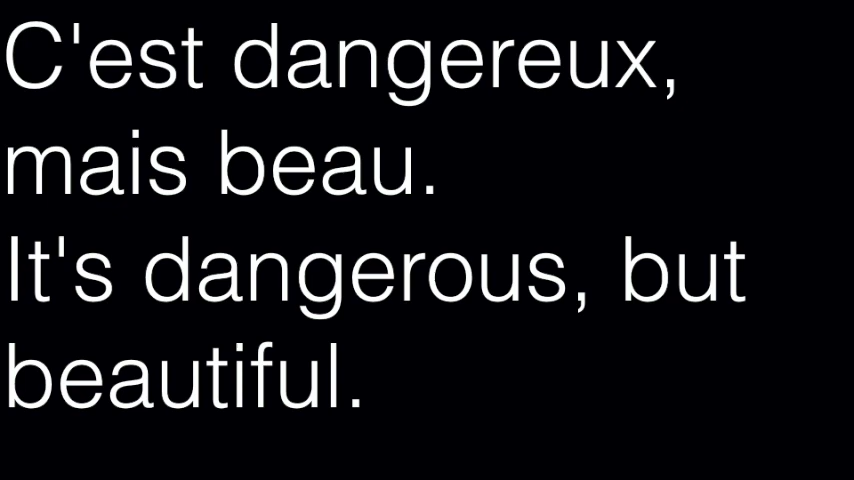 C'est dangereux,
mais beau.
It's dangerous, but
beautiful.